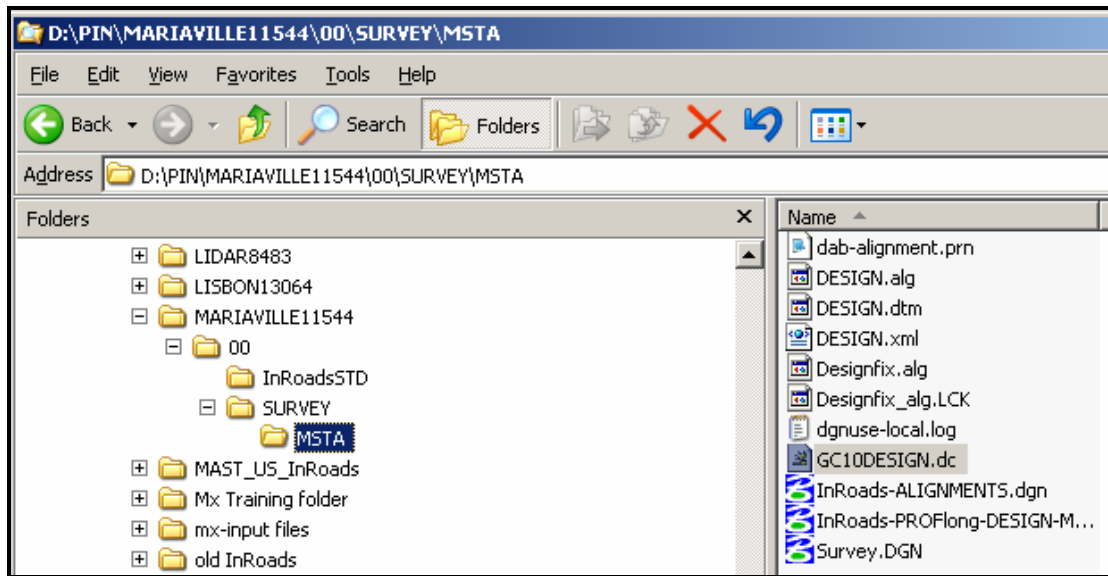 D:\PIN\MARIAVILLE11544\00\SURVEY\MSTA
File Edit View Favorites Tools Help
Back Search Folders
Address D:\PIN\MARIAVILLE11544\00\SURVEY\MSTA
Folders
LIDAR8483
LISBON13064
MARIAVILLE11544
00
InRoadsSTD
SURVEY
MSTA
MAST_US_InRoads
Mx Training folder
mx-input files
old InRoads
Name
dab-alignment.prn
DESIGN.alg
DESIGN.dtm
DESIGN.xml
Designfix.alg
Designfix_alg.LCK
dgnuse-local.log
GC10DESIGN.dc
InRoads-ALIGNMENTS.dgn
InRoads-PROFlong-DESIGN-M...
Survey.DGN